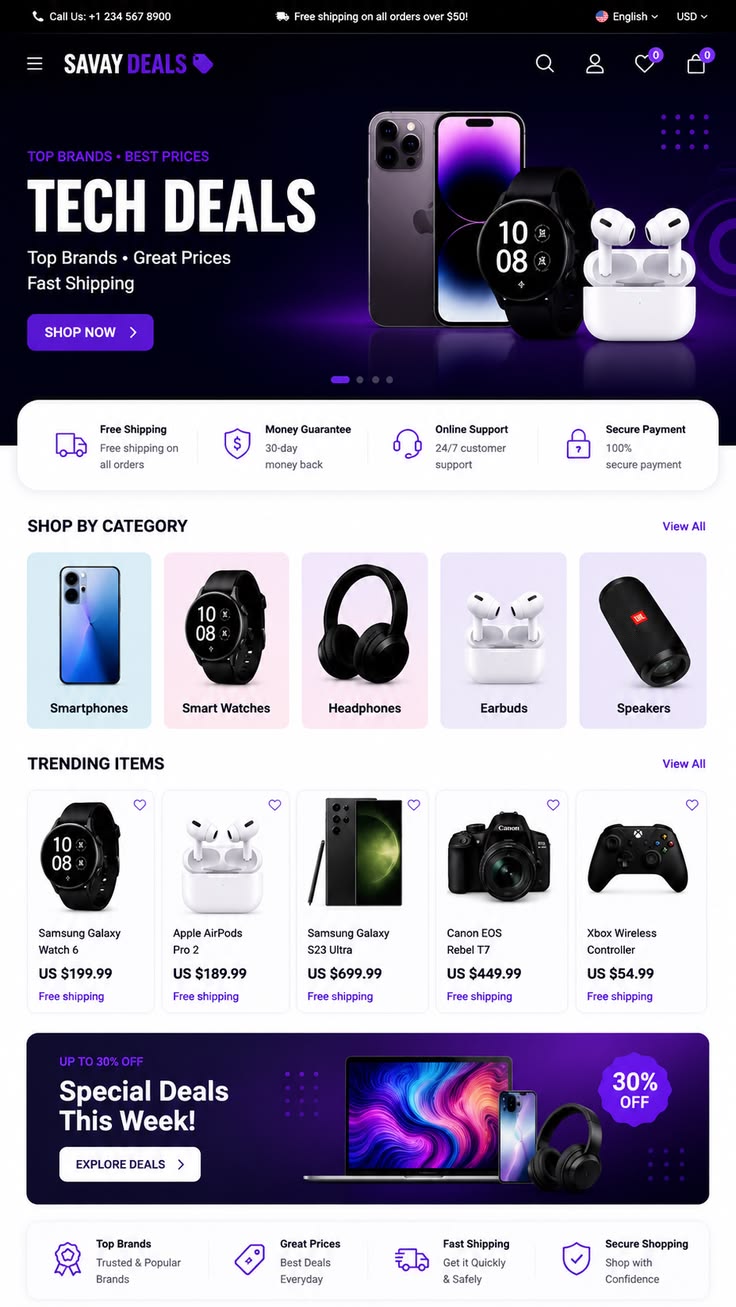 Call Us: +1 234 567 8900
Free shipping on all orders over $50!
English
USD
SAVAY DEALS
0
0
TOP BRANDS • BEST PRICES
TECH DEALS
Top Brands • Great Prices
Fast Shipping
SHOP NOW
10
08
Free Shipping
Free shipping on
all orders
Money Guarantee
30-day
money back
Online Support
24/7 customer
support
Secure Payment
100%
secure payment
SHOP BY CATEGORY
View All
10
08
JBL
Smartphones
Smart Watches
Headphones
Earbuds
Speakers
TRENDING ITEMS
View All
10
08
Canon
EOS
Samsung Galaxy
Watch 6
US $199.99
Free shipping
Apple AirPods
Pro 2
US $189.99
Free shipping
Samsung Galaxy
S23 Ultra
US $699.99
Free shipping
Canon EOS
Rebel T7
US $449.99
Free shipping
Xbox Wireless
Controller
US $54.99
Free shipping
UP TO 30% OFF
Special Deals
This Week!
EXPLORE DEALS
30%
OFF
Top Brands
Trusted & Popular
Brands
Great Prices
Best Deals
Everyday
Fast Shipping
Get it Quickly
& Safely
Secure Shopping
Shop with
Confidence